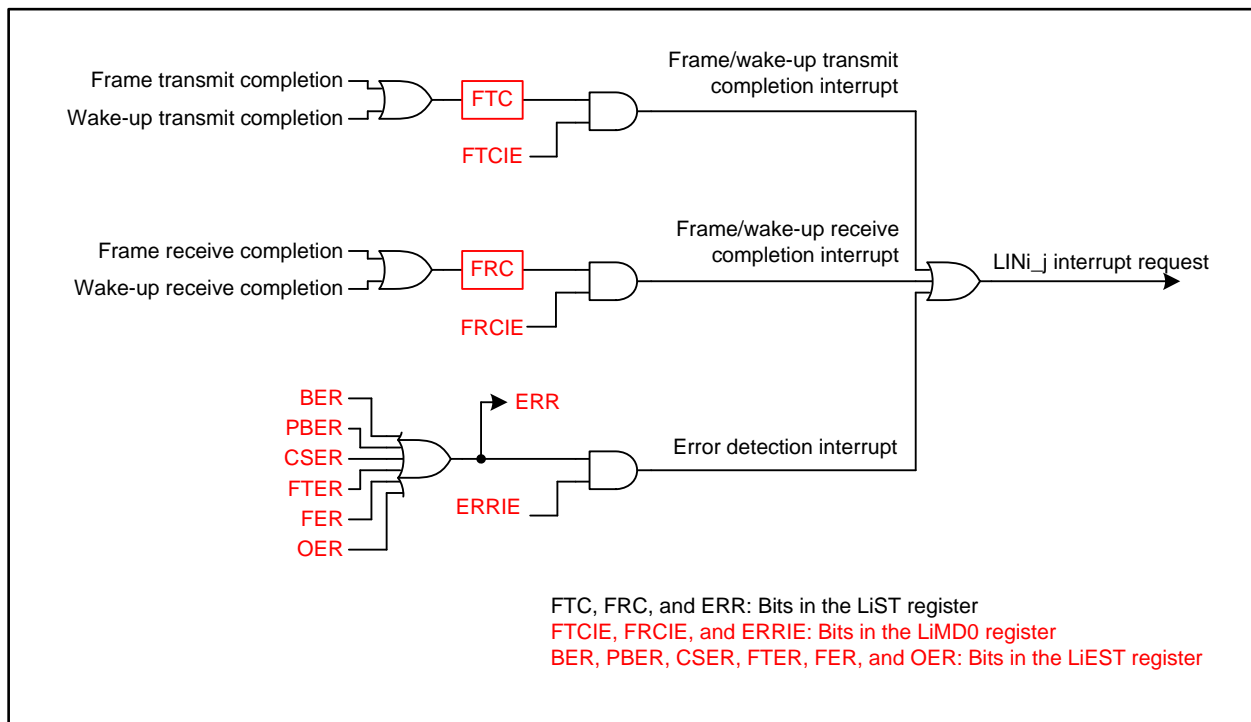 Frame transmit completion
Wake-up transmit completion
FTC
FTCIE
Frame/wake-up transmit
completion interrupt
Frame receive completion
Wake-up receive completion
FRC
FRCIE
Frame/wake-up receive
completion interrupt
LINi_j interrupt request
BER
PBER
CSER
FTER
FER
OER
ERR
ERRIE
Error detection interrupt
FTC, FRC, and ERR: Bits in the LiST register
FTCIE, FRCIE, and ERRIE: Bits in the LiMD0 register
BER, PBER, CSER, FTER, FER, and OER: Bits in the LiEST register